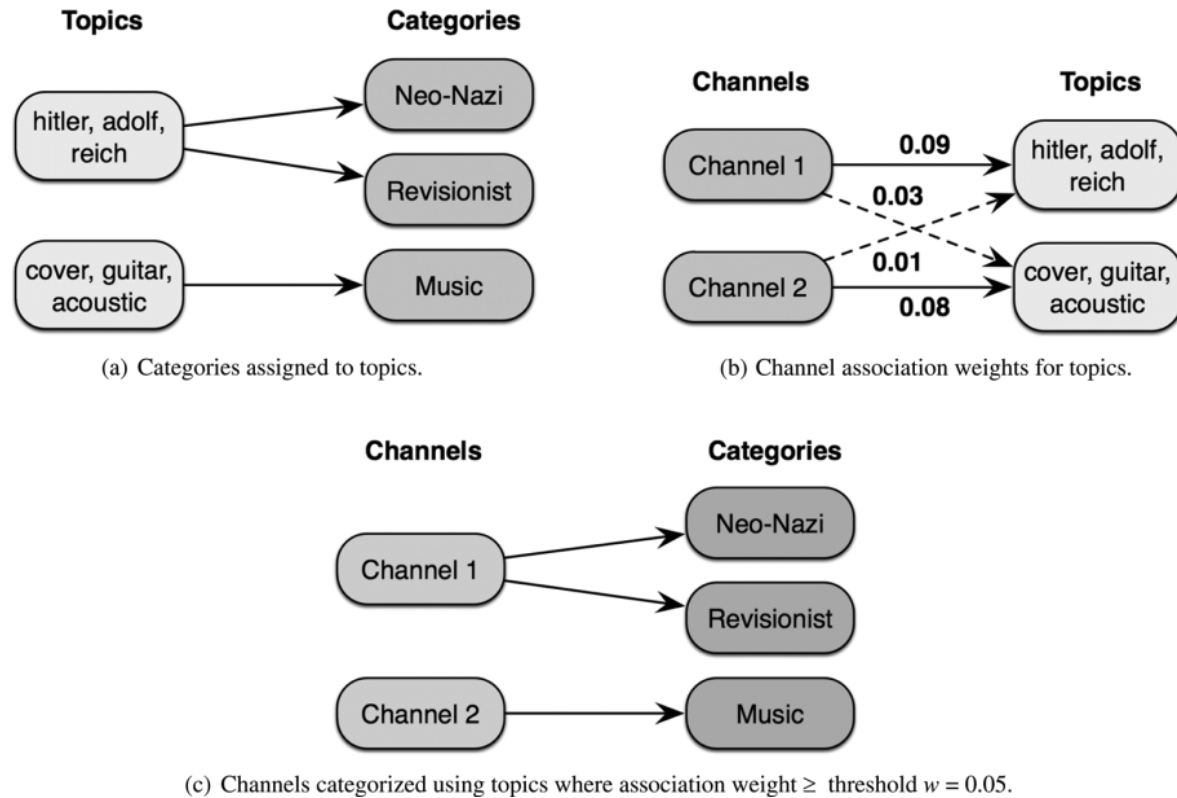 Topics
Categories
hitler, adolf,
reich
Neo-Nazi
Revisionist
cover, guitar,
acoustic
Music
(a) Categories assigned to topics.
Channels
Topics
Channel 1
0.09
hitler, adolf,
reich
0.03
Channel 2
0.01
0.08
cover, guitar,
acoustic
(b) Channel association weights for topics.
Channels
Categories
Channel 1
Neo-Nazi
Revisionist
Channel 2
Music
(c) Channels categorized using topics where association weight ≥ threshold w = 0.05.